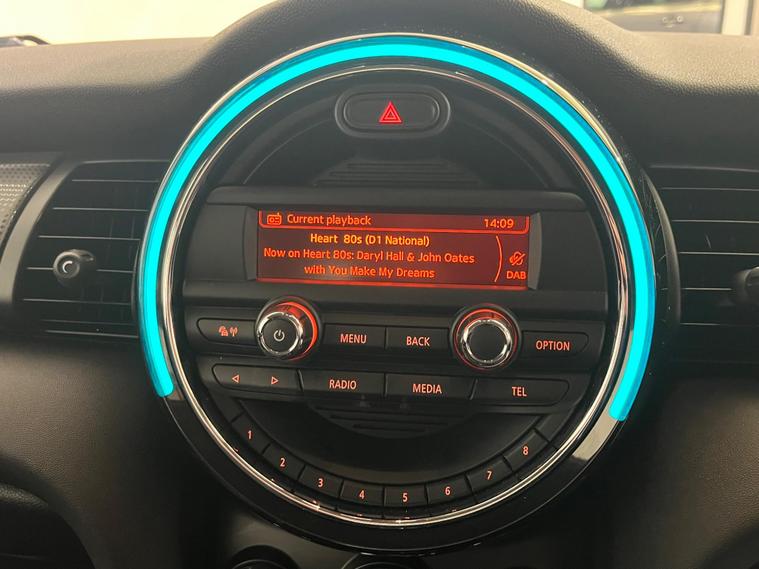 Current playback 14:09
Heart 80s (D1 National)
Now on Heart 80s: Daryl Hall & John Oates
with You Make My Dreams
DAB
MENU BACK OPTION
RADIO MEDIA TEL
1 2 3 4 5 6 7 8